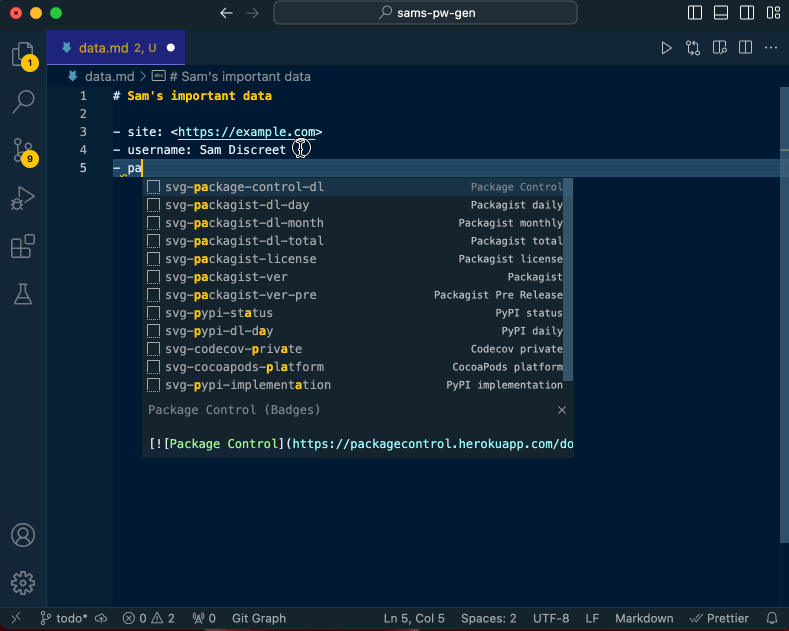 sams-pw-gen
data.md 2, U
data.md > # Sam's important data
1 # Sam's important data
2
3 - site: <https://example.com>
4 - username: Sam Discreet
5 - pa
svg-package-control-dl Package Control
svg-packagist-dl-day Packagist daily
svg-packagist-dl-month Packagist monthly
svg-packagist-dl-total Packagist total
svg-packagist-license Packagist license
svg-packagist-ver Packagist
svg-packagist-ver-pre Packagist Pre Release
svg-pypi-status PyPI status
svg-pypi-dl-day PyPI daily
svg-codecov-private Codecov private
svg-cocoapods-platform CocoaPods platform
svg-pypi-implementation PyPI implementation
Package Control (Badges)
[![Package Control](https://packagecontrol.herokuapp.com/do
1
9
todo* 0 2 0 Git Graph Ln 5, Col 5 Spaces: 2 UTF-8 LF Markdown Prettier